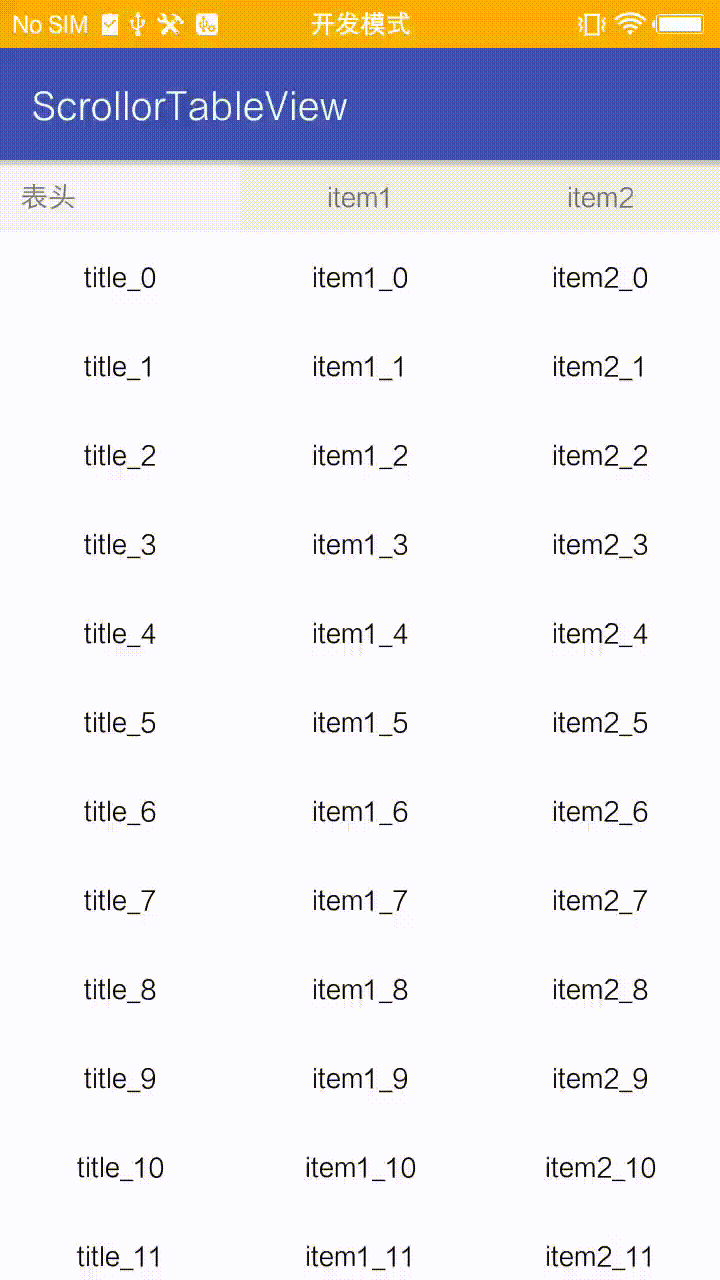 No SIM 开发模式
ScrollorTableView
表头 item1 item2
title_0 item1_0 item2_0
title_1 item1_1 item2_1
title_2 item1_2 item2_2
title_3 item1_3 item2_3
title_4 item1_4 item2_4
title_5 item1_5 item2_5
title_6 item1_6 item2_6
title_7 item1_7 item2_7
title_8 item1_8 item2_8
title_9 item1_9 item2_9
title_10 item1_10 item2_10
title_11 item1_11 item2_11